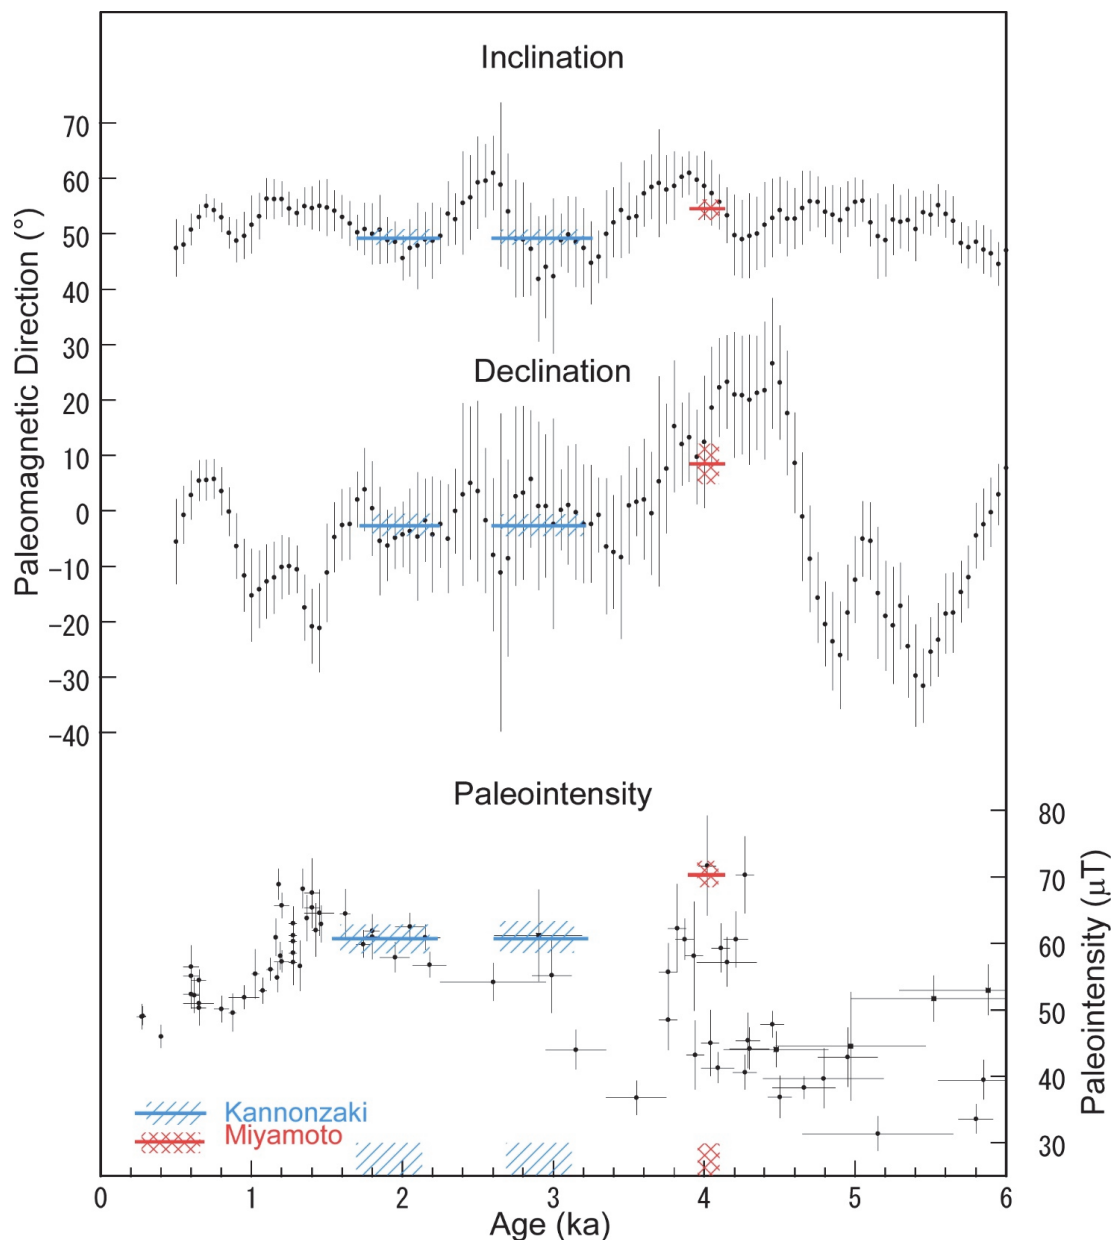 Inclination
70
60
50
40
30
20
10
0
-10
-20
-30
-40
Paleomagnetic Direction (°)
Declination
Paleointensity
80
70
60
50
40
30
Paleointensity (μT)
Kannonzaki
Miyamoto
0 1 2 3 4 5 6
Age (ka)